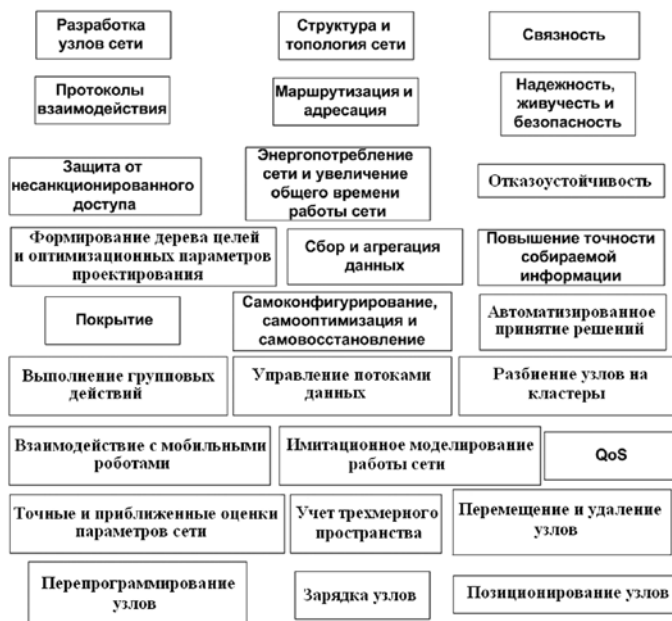 Разработка
узлов сети
Структура и
топология сети
Связность
Протоколы
взаимодействия
Маршрутизация и
адресация
Надежность,
живучесть и
безопасность
Защита от
несанкционированного
доступа
Энергопотребление
сети и увеличение
общего времени
работы сети
Отказоустойчивость
Формирование дерева целей
и оптимизационных параметров
проектирования
Сбор и агрегация
данных
Повышение точности
собираемой
информации
Покрытие
Самоконфигурирование,
самооптимизация и
самовосстановление
Автоматизированное
принятие решений
Выполнение групповых
действий
Управление потоками
данных
Разбиение узлов на
кластеры
Взаимодействие с мобильными
роботами
Имитационное моделирование
работы сети
QoS
Точные и приближенные оценки
параметров сети
Учет трехмерного
пространства
Перемещение и удаление
узлов
Перепрограммирование
узлов
Зарядка узлов
Позиционирование узлов